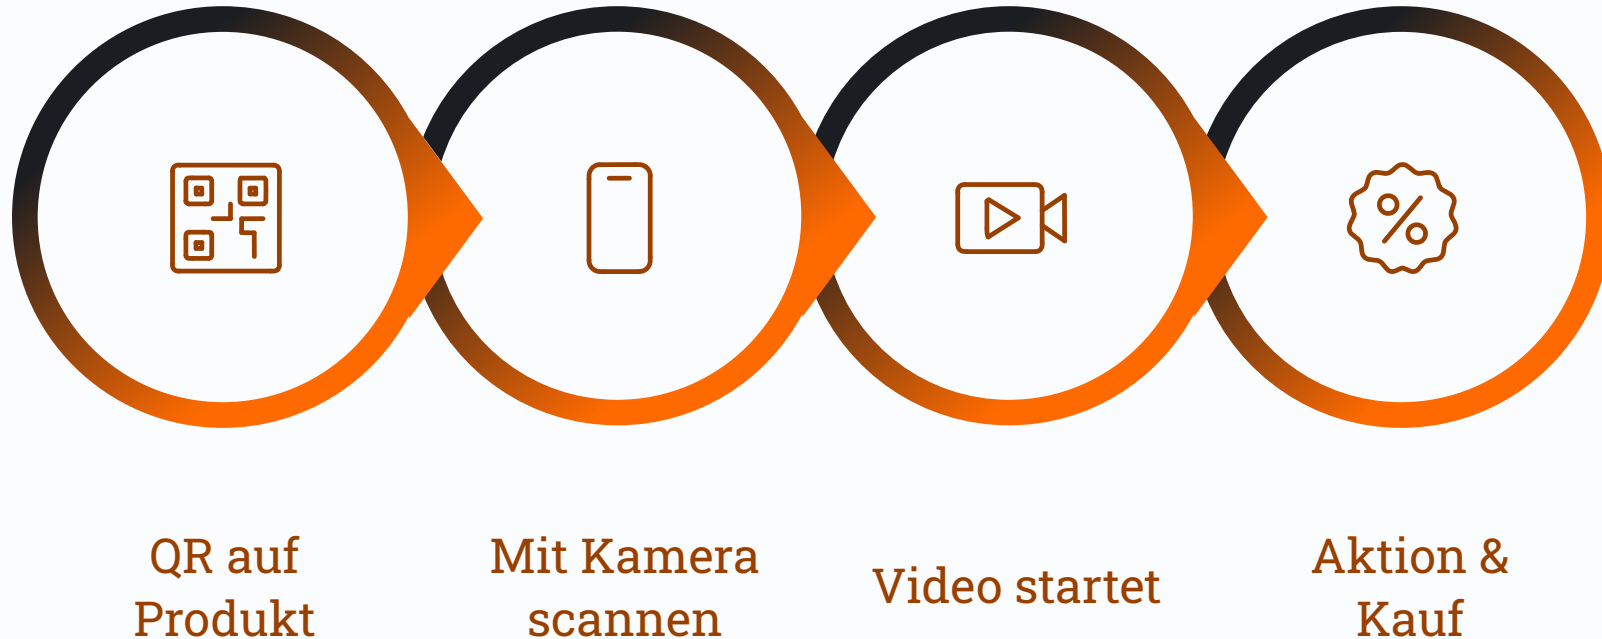 QR auf
Produkt
Mit Kamera
scannen
Video startet
Aktion &
Kauf